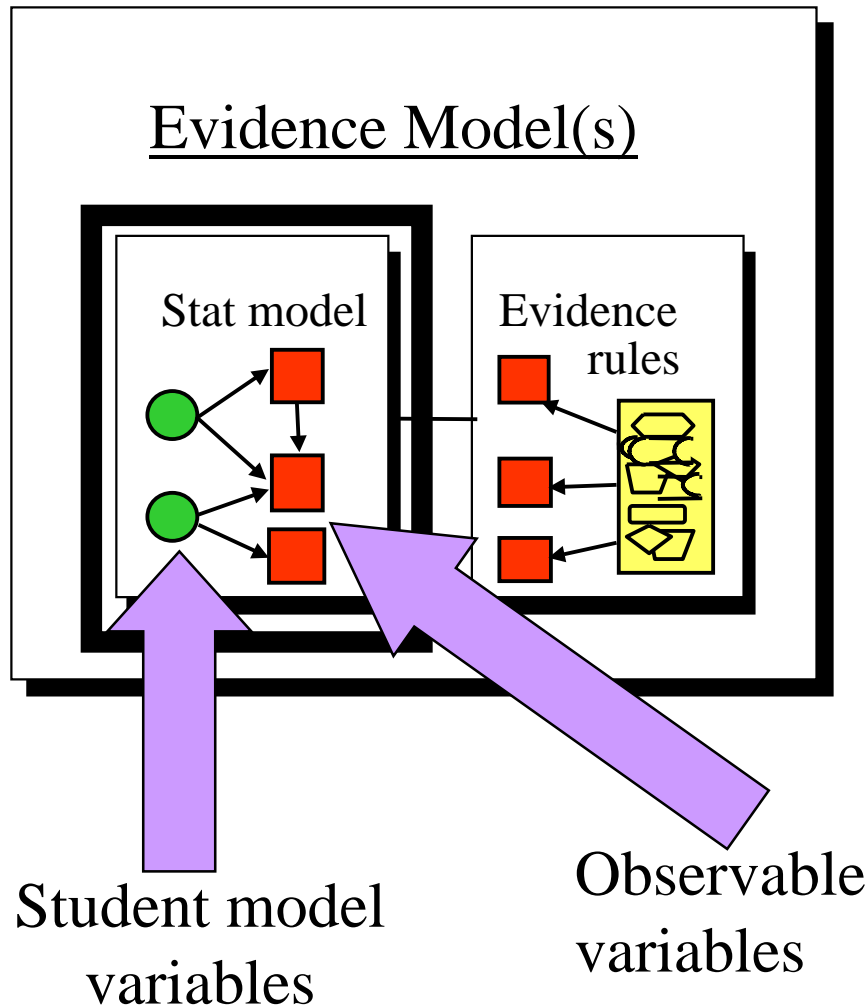 Evidence Model(s)
Stat model
Evidence
rules
Student model
variables
Observable
variables